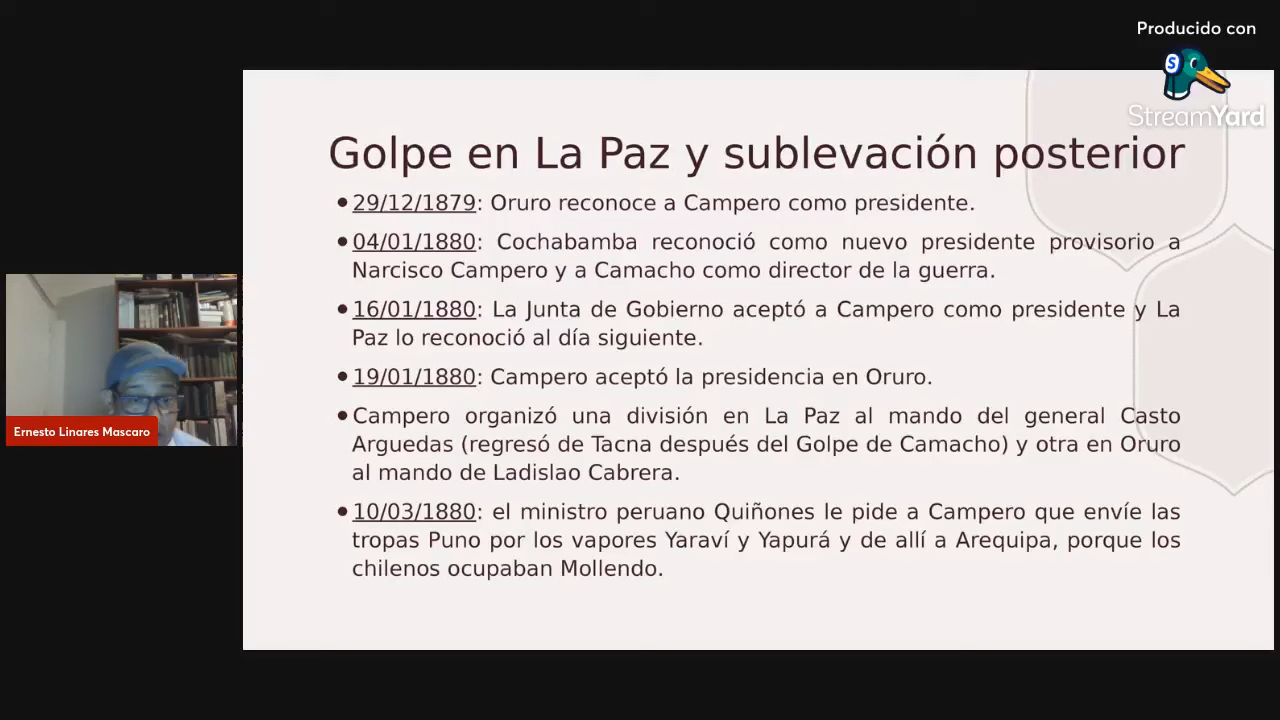 Producido con
StreamYard
Golpe en La Paz y sublevación posterior
•29/12/1879: Oruro reconoce a Campero como presidente.
•04/01/1880: Cochabamba reconoció como nuevo presidente provisorio a
Narcisco Campero y a Camacho como director de la guerra.
•16/01/1880: La Junta de Gobierno aceptó a Campero como presidente y La
Paz lo reconoció al día siguiente.
•19/01/1880: Campero aceptó la presidencia en Oruro.
•Campero organizó una división en La Paz al mando del general Casto
Arguedas (regresó de Tacna después del Golpe de Camacho) y otra en Oruro
al mando de Ladislao Cabrera.
•10/03/1880: el ministro peruano Quiñones le pide a Campero que envíe las
tropas Puno por los vapores Yaraví y Yapurá y de allí a Arequipa, porque los
chilenos ocupaban Mollendo.
Ernesto Linares Mascaro